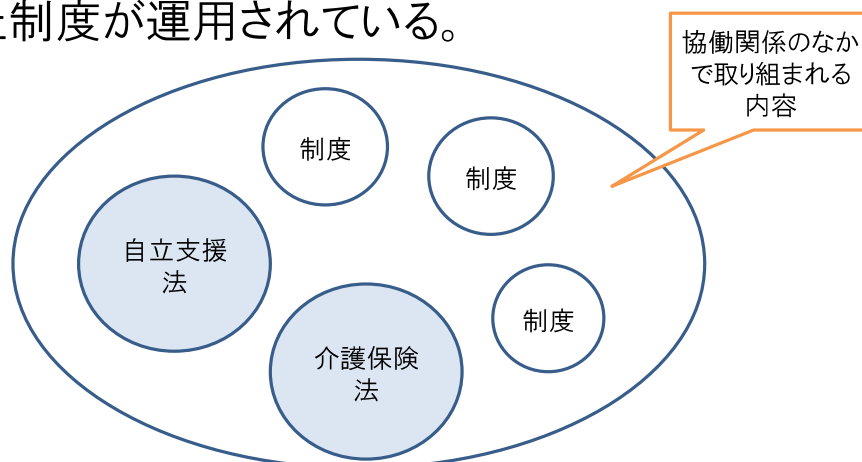 制度が運用されている。
協働関係のなか
で取り組まれる
内容
制度
制度
自立支援
法
制度
介護保険
法